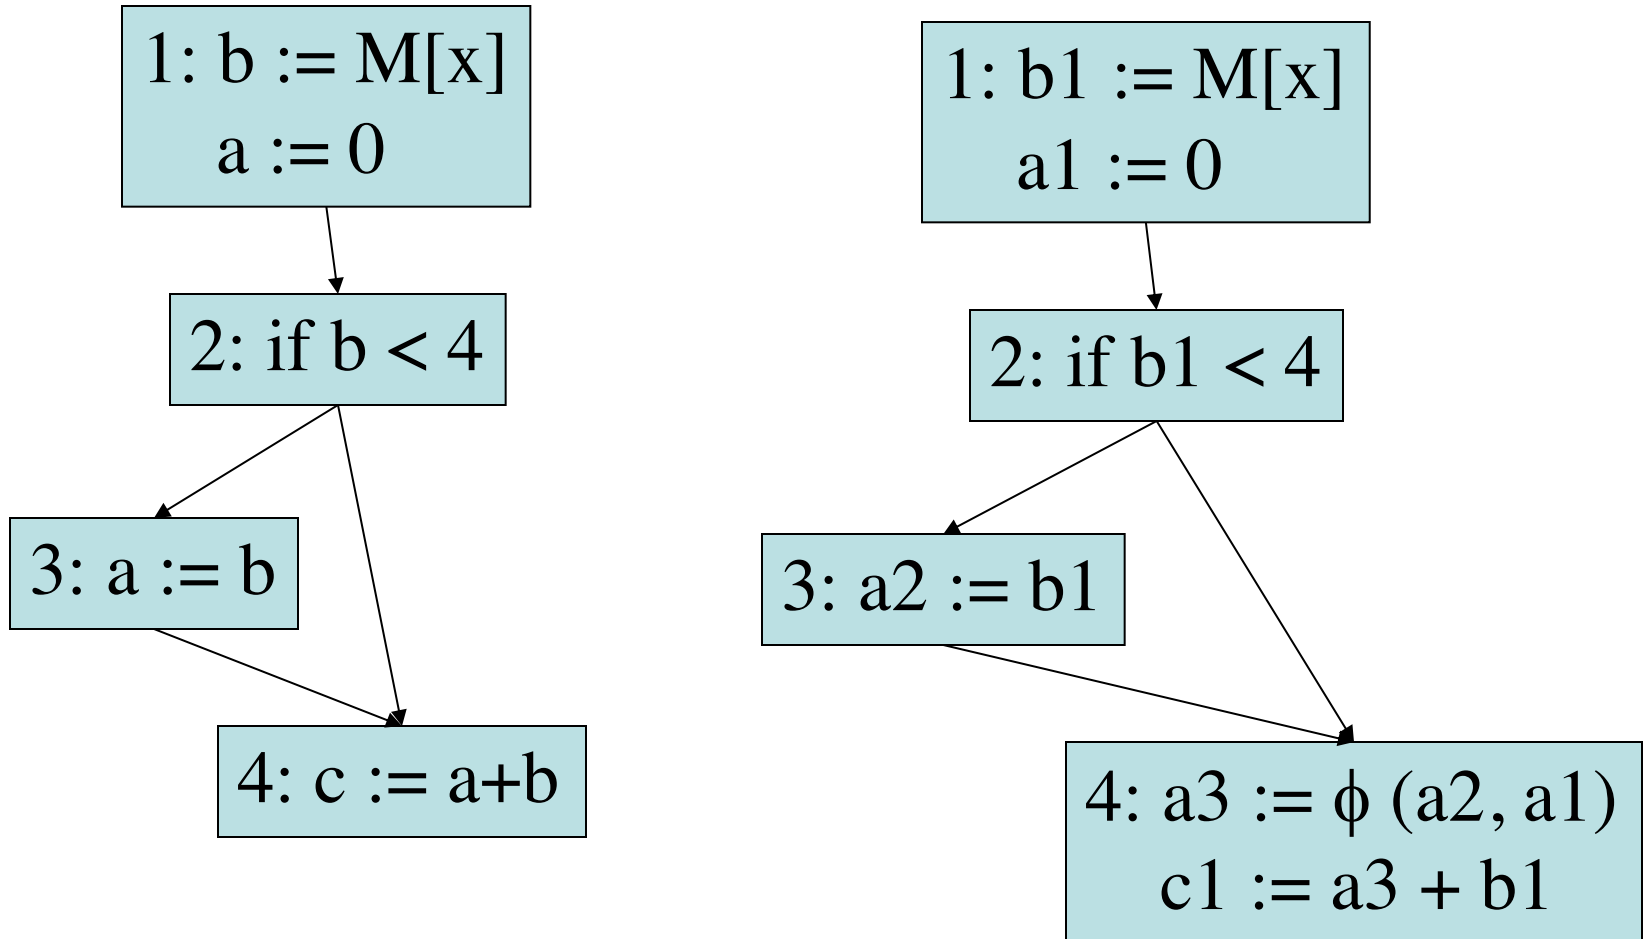 1: b := M[x]
a := 0
2: if b < 4
3: a := b
4: c := a+b
1: b1 := M[x]
a1 := 0
2: if b1 < 4
3: a2 := b1
4: a3 := ϕ (a2, a1)
c1 := a3 + b1